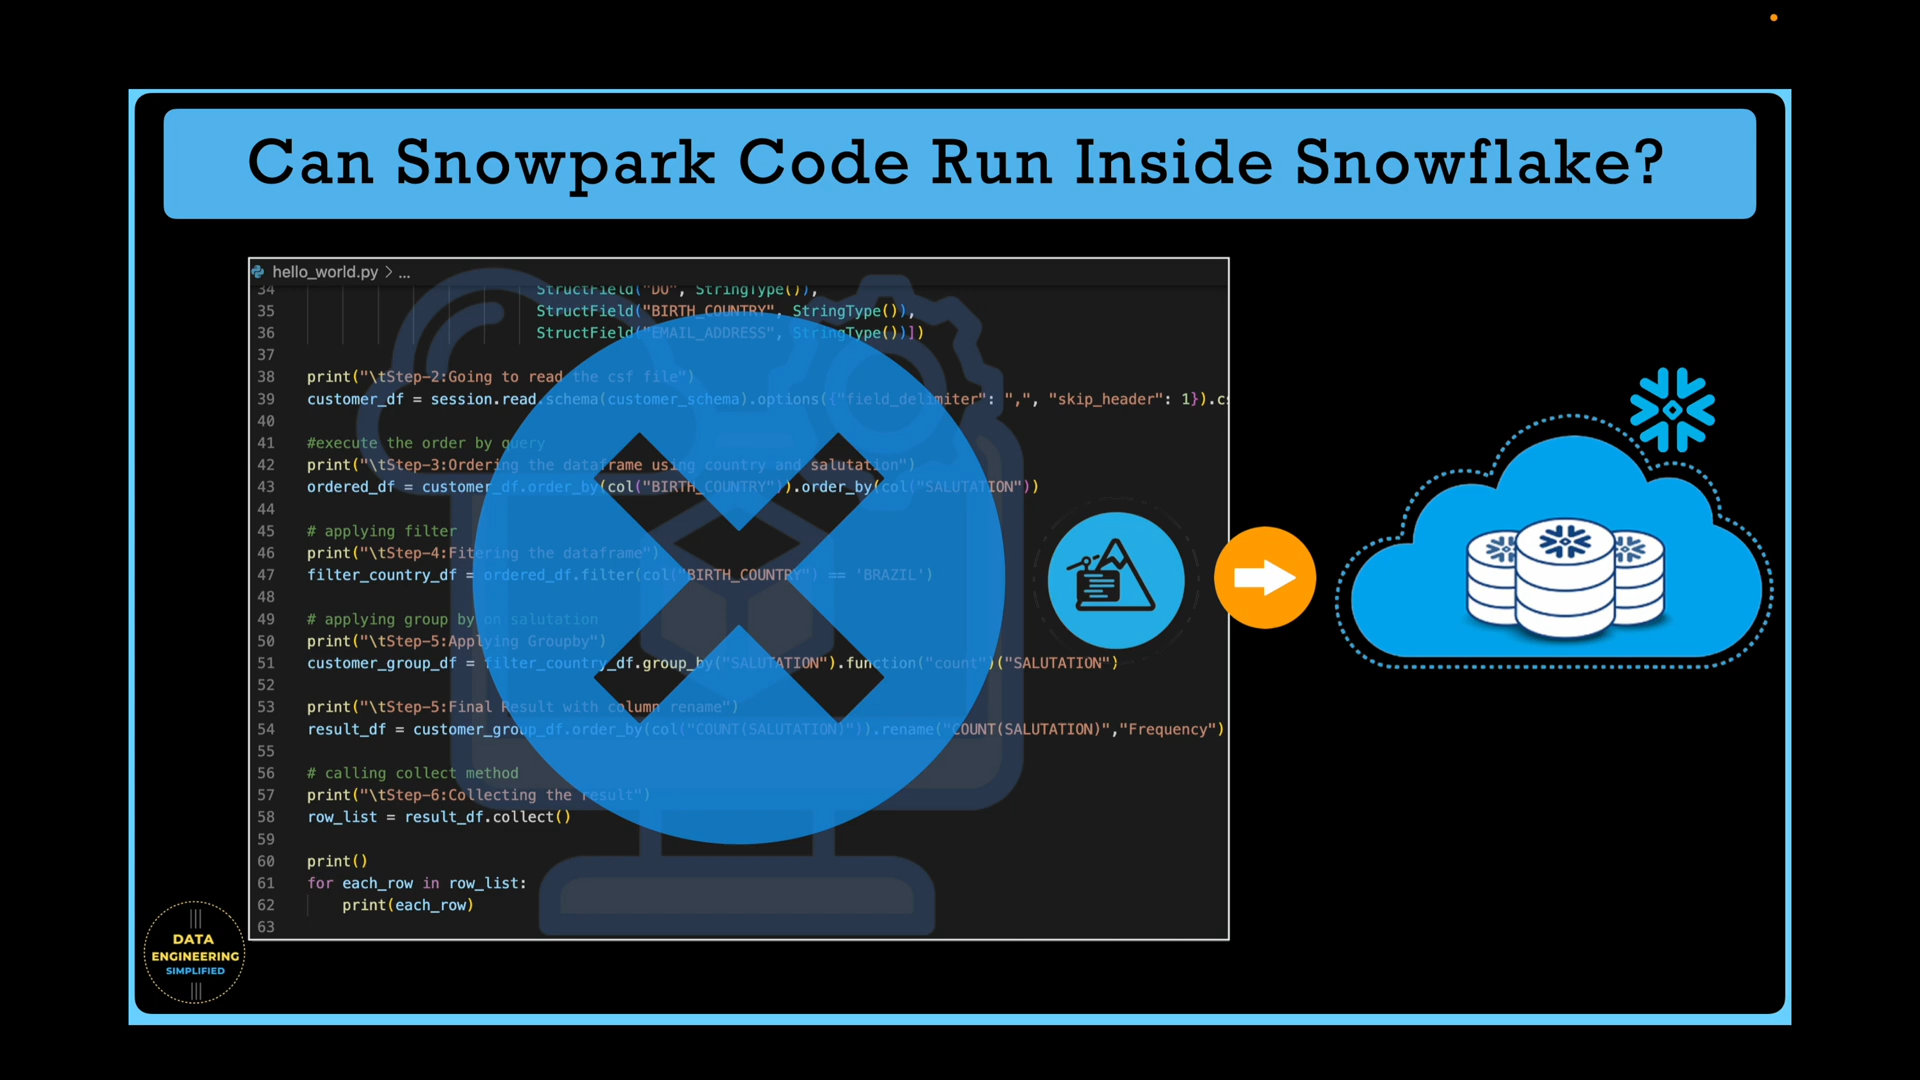 Can Snowpark Code Run Inside Snowflake?
hello_world.py > ...
34 StructField("DO", StringType()),
35 StructField("BIRTH_COUNTRY", StringType()),
36 StructField("EMAIL_ADDRESS", StringType())])
37
38 print("\tStep-2:Going to read the csf file")
39 customer_df = session.read.schema(customer_schema).options({"field_delimiter": ",", "skip_header": 1}).cs
40
41 #execute the order by query
42 print("\tStep-3:Ordering the dataframe using country and salutation")
43 ordered_df = customer_df.order_by(col("BIRTH_COUNTRY")).order_by(col("SALUTATION"))
44
45 # applying filter
46 print("\tStep-4:Fitering the dataframe")
47 filter_country_df = ordered_df.filter(col("BIRTH_COUNTRY") == 'BRAZIL')
48
49 # applying group by on salutation
50 print("\tStep-5:Applying Groupby")
51 customer_group_df = filter_country_df.group_by("SALUTATION").function("count")("SALUTATION")
52
53 print("\tStep-5:Final Result with column rename")
54 result_df = customer_group_df.order_by(col("COUNT(SALUTATION)")).rename("COUNT(SALUTATION)","Frequency")
55
56 # calling collect method
57 print("\tStep-6:Collecting the result")
58 row_list = result_df.collect()
59
60 print()
61 for each_row in row_list:
62 print(each_row)
63
DATA
ENGINEERING
SIMPLIFIED